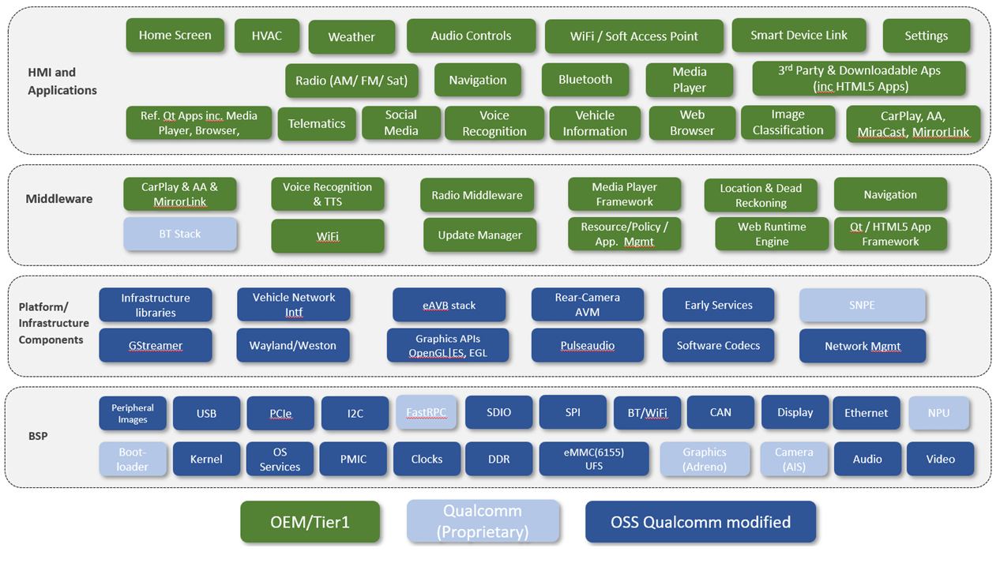 Home Screen
HVAC
Weather
Audio Controls
WiFi / Soft Access Point
Smart Device Link
Settings
HMI and
Applications
Radio (AM/ FM/ Sat)
Navigation
Bluetooth
Media
Player
3rd Party & Downloadable Aps
(inc HTML5 Apps)
Ref. Qt Apps inc. Media
Player, Browser,
Telematics
Social
Media
Voice
Recognition
Vehicle
Information
Web
Browser
Image
Classification
CarPlay, AA,
MiraCast, MirrorLink
Middleware
CarPlay & AA &
MirrorLink
Voice Recognition
& TTS
Radio Middleware
Media Player
Framework
Location & Dead
Reckoning
Navigation
BT Stack
WiFi
Update Manager
Resource/Policy /
App. Mgmt
Web Runtime
Engine
Qt / HTML5 App
Framework
Platform/
Infrastructure
Components
Infrastructure
libraries
Vehicle Network
Intf
eAVB stack
Rear-Camera
AVM
Early Services
SNPE
GStreamer
Wayland/Weston
Graphics APIs
OpenGL|ES, EGL
Pulseaudio
Software Codecs
Network Mgmt
BSP
Peripheral
Images
USB
PCIe
I2C
FastRPC
SDIO
SPI
BT/WiFi
CAN
Display
Ethernet
NPU
Boot-
loader
Kernel
OS
Services
PMIC
Clocks
DDR
eMMC(6155)
UFS
Graphics
(Adreno)
Camera
(AIS)
Audio
Video
OEM/Tier1
Qualcomm
(Proprietary)
OSS Qualcomm modified